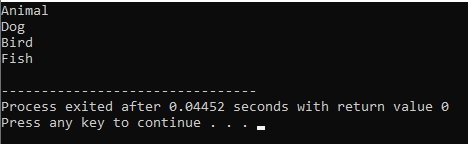 Animal
Dog
Bird
Fish
--------------------------------
Process exited after 0.04452 seconds with return value 0
Press any key to continue . . .